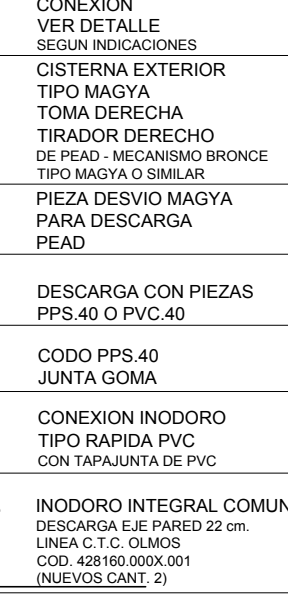 CONEXION
VER DETALLE
SEGUN INDICACIONES
CISTERNA EXTERIOR
TIPO MAGYA
TOMA DERECHA
TIRADOR DERECHO
DE PEAD - MECANISMO BRONCE
TIPO MAGYA O SIMILAR
PIEZA DESVIO MAGYA
PARA DESCARGA
PEAD
DESCARGA CON PIEZAS
PPS.40 O PVC.40
CODO PPS.40
JUNTA GOMA
CONEXION INODORO
TIPO RAPIDA PVC
CON TAPAJUNTA DE PVC
INODORO INTEGRAL COMUN
DESCARGA EJE PARED 22 cm.
LINEA C.T.C. OLMOS
COD. 428160.000X.001
(NUEVOS CANT. 2)